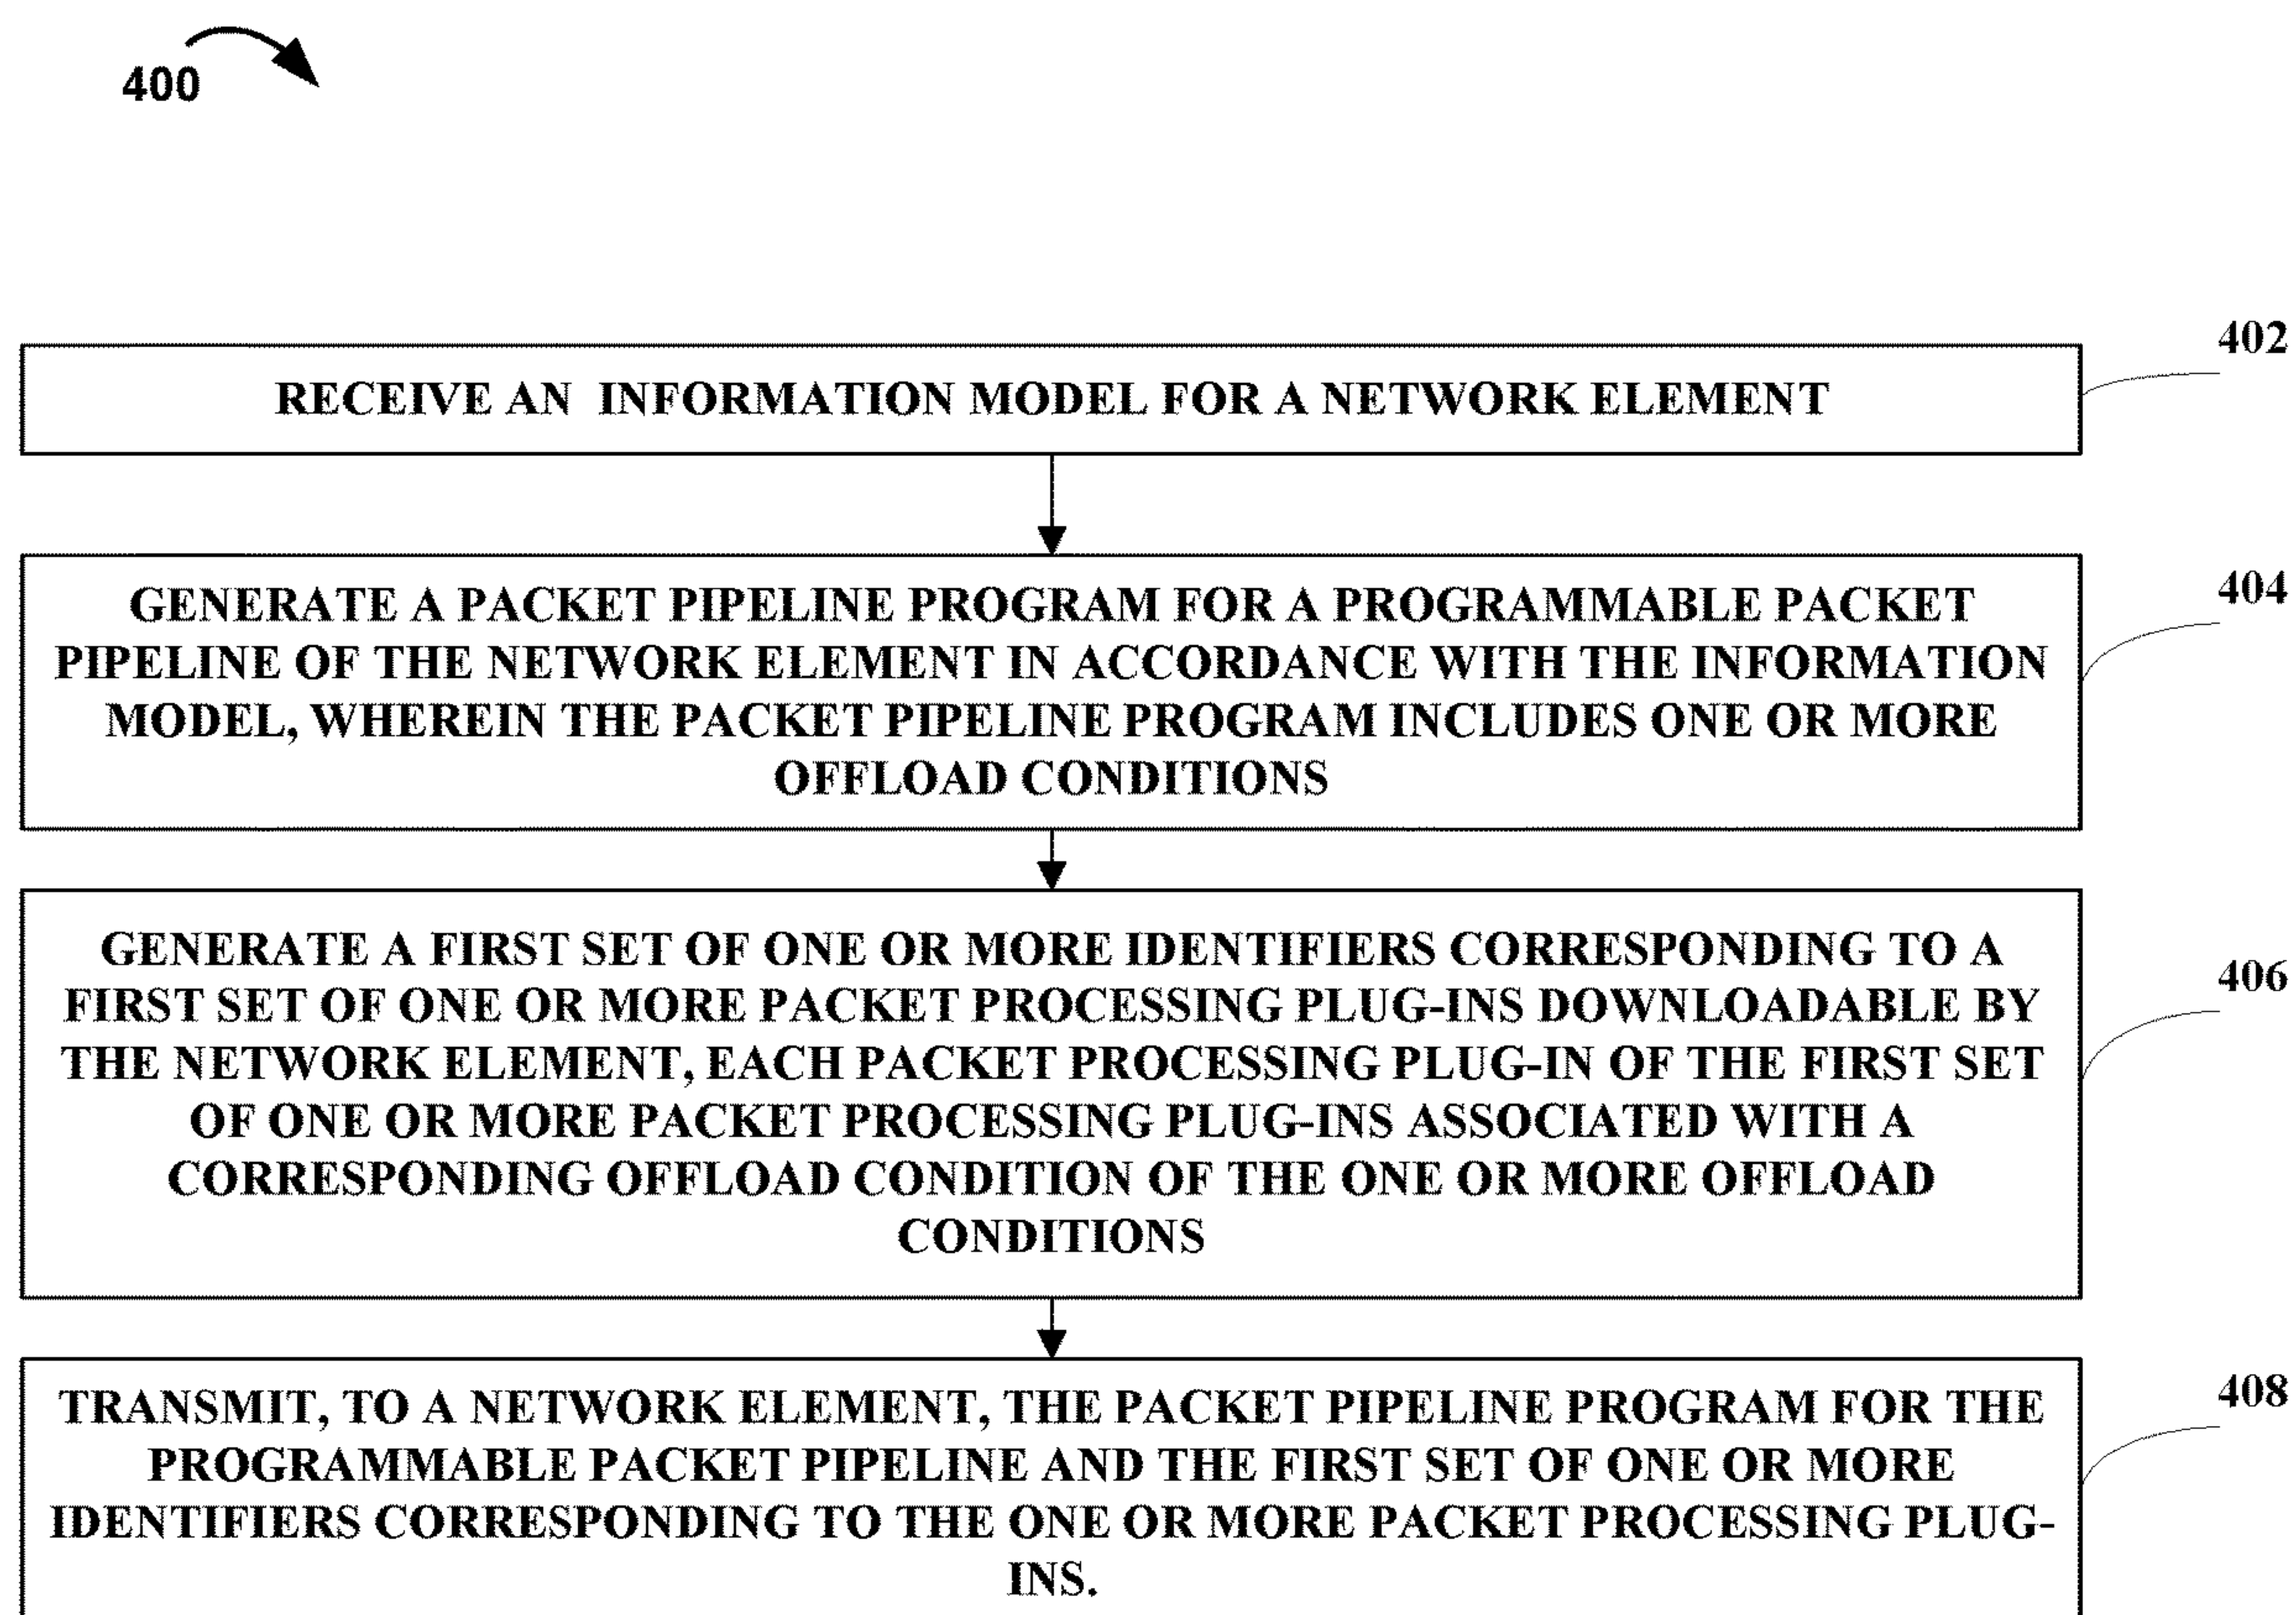 400
402
RECEIVE AN INFORMATION MODEL FOR A NETWORK ELEMENT
404
GENERATE A PACKET PIPELINE PROGRAM FOR A PROGRAMMABLE PACKET
PIPELINE OF THE NETWORK ELEMENT IN ACCORDANCE WITH THE INFORMATION
MODEL, WHEREIN THE PACKET PIPELINE PROGRAM INCLUDES ONE OR MORE
OFFLOAD CONDITIONS
406
GENERATE A FIRST SET OF ONE OR MORE IDENTIFIERS CORRESPONDING TO A
FIRST SET OF ONE OR MORE PACKET PROCESSING PLUG-INS DOWNLOADABLE BY
THE NETWORK ELEMENT, EACH PACKET PROCESSING PLUG-IN OF THE FIRST SET
OF ONE OR MORE PACKET PROCESSING PLUG-INS ASSOCIATED WITH A
CORRESPONDING OFFLOAD CONDITION OF THE ONE OR MORE OFFLOAD
CONDITIONS
408
TRANSMIT, TO A NETWORK ELEMENT, THE PACKET PIPELINE PROGRAM FOR THE
PROGRAMMABLE PACKET PIPELINE AND THE FIRST SET OF ONE OR MORE
IDENTIFIERS CORRESPONDING TO THE ONE OR MORE PACKET PROCESSING PLUG-
INS.